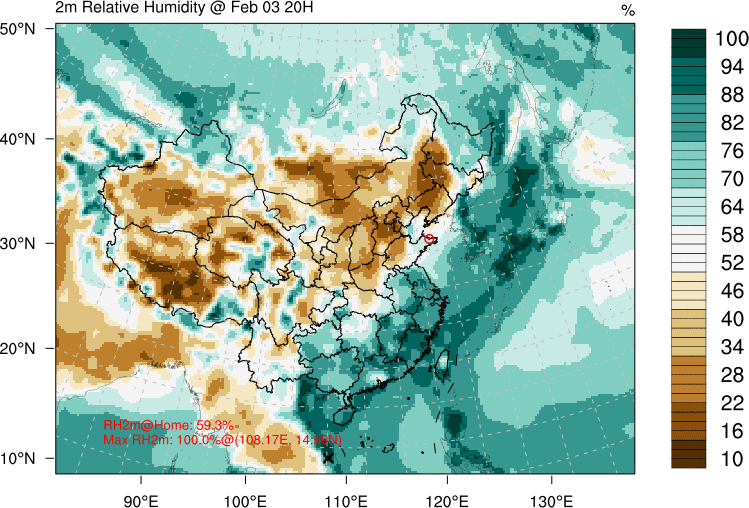 2m Relative Humidity @ Feb 03 20H
%
50°N
40°N
30°N
20°N
10°N
90°E
100°E
110°E
120°E
130°E
100
94
88
82
76
70
64
58
52
46
40
34
28
22
16
10
RH2m@Home: 59.3%
Max RH2m: 100.0%@(108.17E,